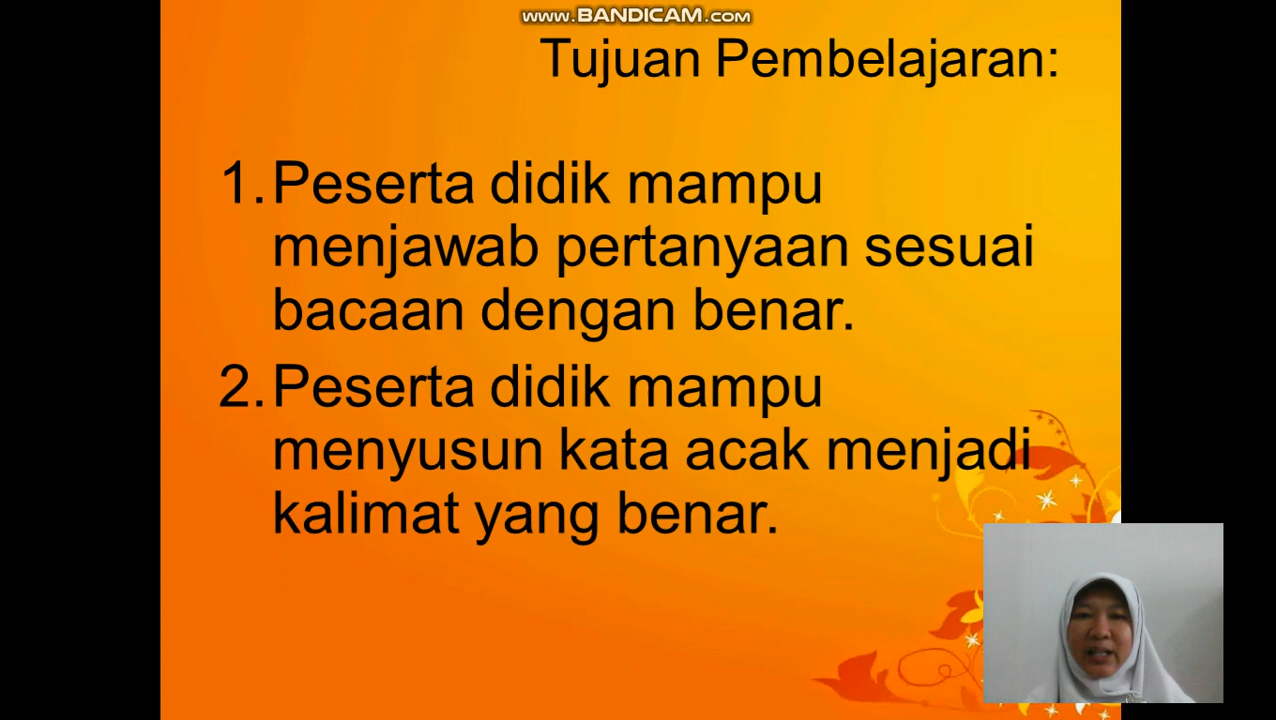 www.BANDICAM.com
Tujuan Pembelajaran:
1. Peserta didik mampu
menjawab pertanyaan sesuai
bacaan dengan benar.
2. Peserta didik mampu
menyusun kata acak menjadi
kalimat yang benar.